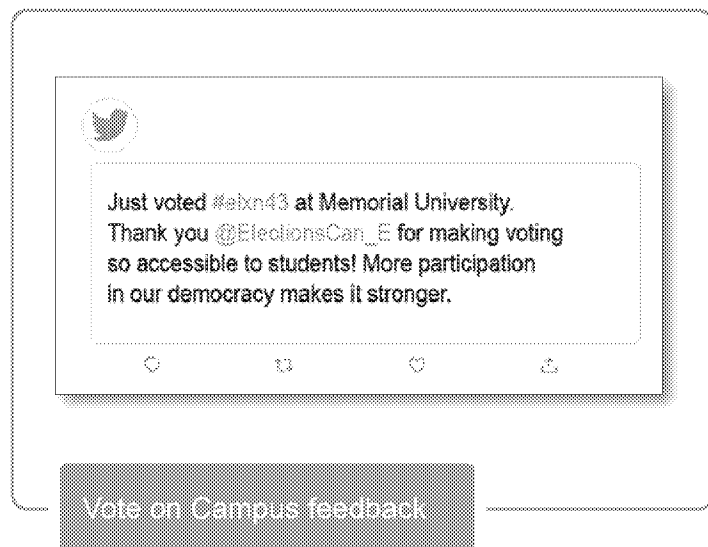 Just voted #elxn43 at Memorial University.
Thank you @ElectionsCan_E for making voting
so accessible to students! More participation
in our democracy makes it stronger.
Vote on Campus feedback